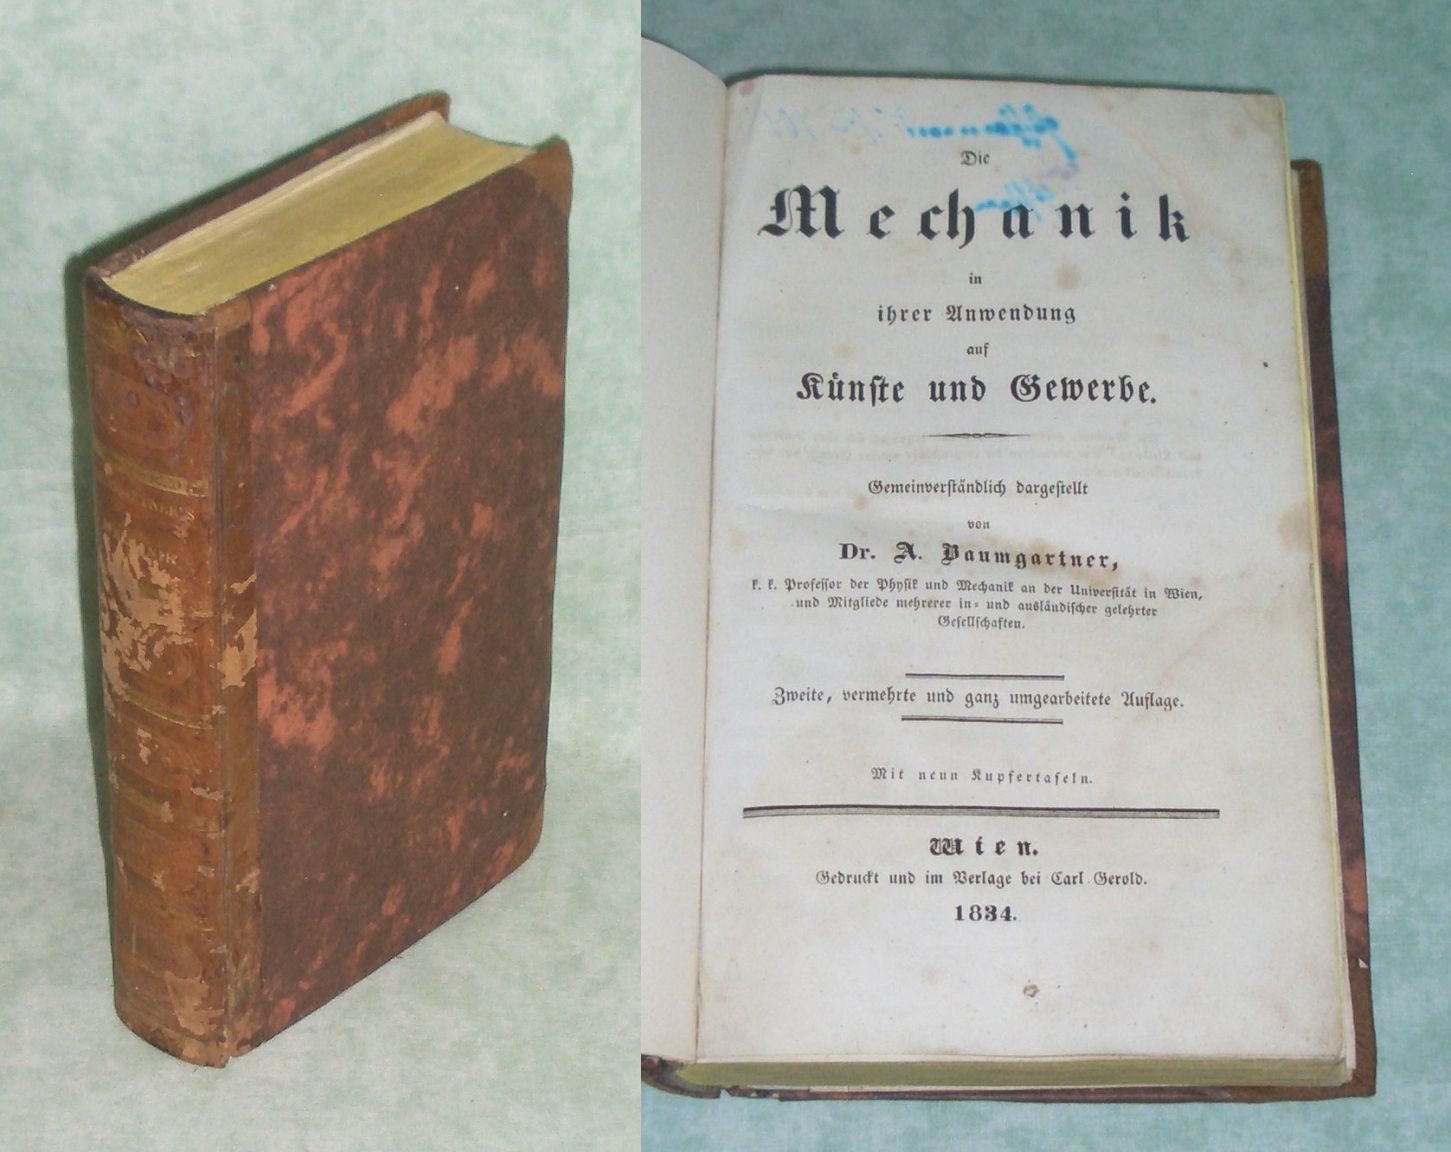 Die
Mechanik
in
ihrer Anwendung
auf
Künſte und Gewerbe.
Gemeinverſtändlich dargeſtellt
von
Dr. A. Baumgartner,
k. k. Profeſſor der Phyſik und Mechanik an der Univerſität in Wien,
und Mitgliede mehrerer in- und ausländiſcher gelehrter
Geſellſchaften.
Zweite, vermehrte und ganz umgearbeitete Auflage.
Mit neun Kupfertafeln.
Wien.
Gedruckt und im Verlage bei Carl Gerold.
1834.